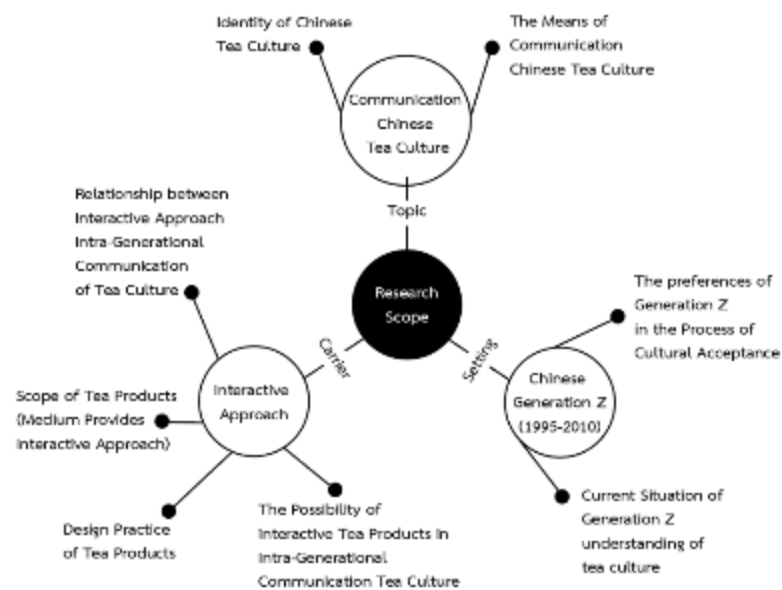 Identity of Chinese
Tea Culture
The Means of
Communication
Chinese Tea Culture
Communication
Chinese
Tea Culture
Topic
Relationship between
Interactive Approach
Intra-Generational
Communication
of Tea Culture
Research
Scope
The preferences of
Generation Z
in the Process of
Cultural Acceptance
Carrier
Setting
Interactive
Approach
Chinese
Generation Z
(1995-2010)
Scope of Tea Products
(Medium Provides
Interactive Approach)
Design Practice
of Tea Products
The Possibility of
Interactive Tea Products in
Intra-Generational
Communication Tea Culture
Current Situation of
Generation Z
understanding of
tea culture